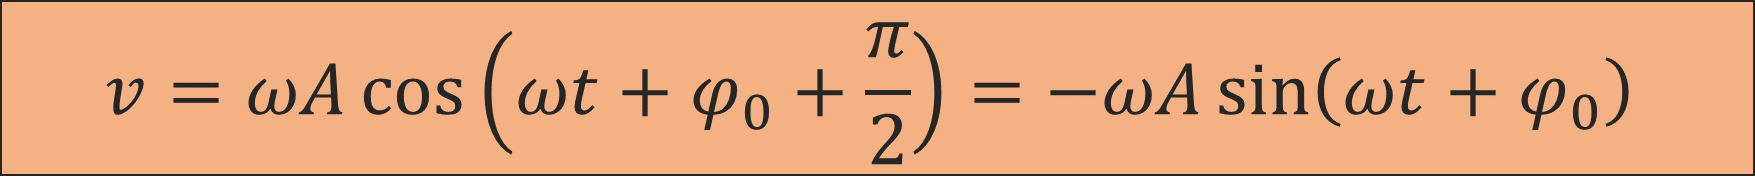 v = ωA cos(ωt + φ₀ + π/2) = −ωA sin(ωt + φ₀)